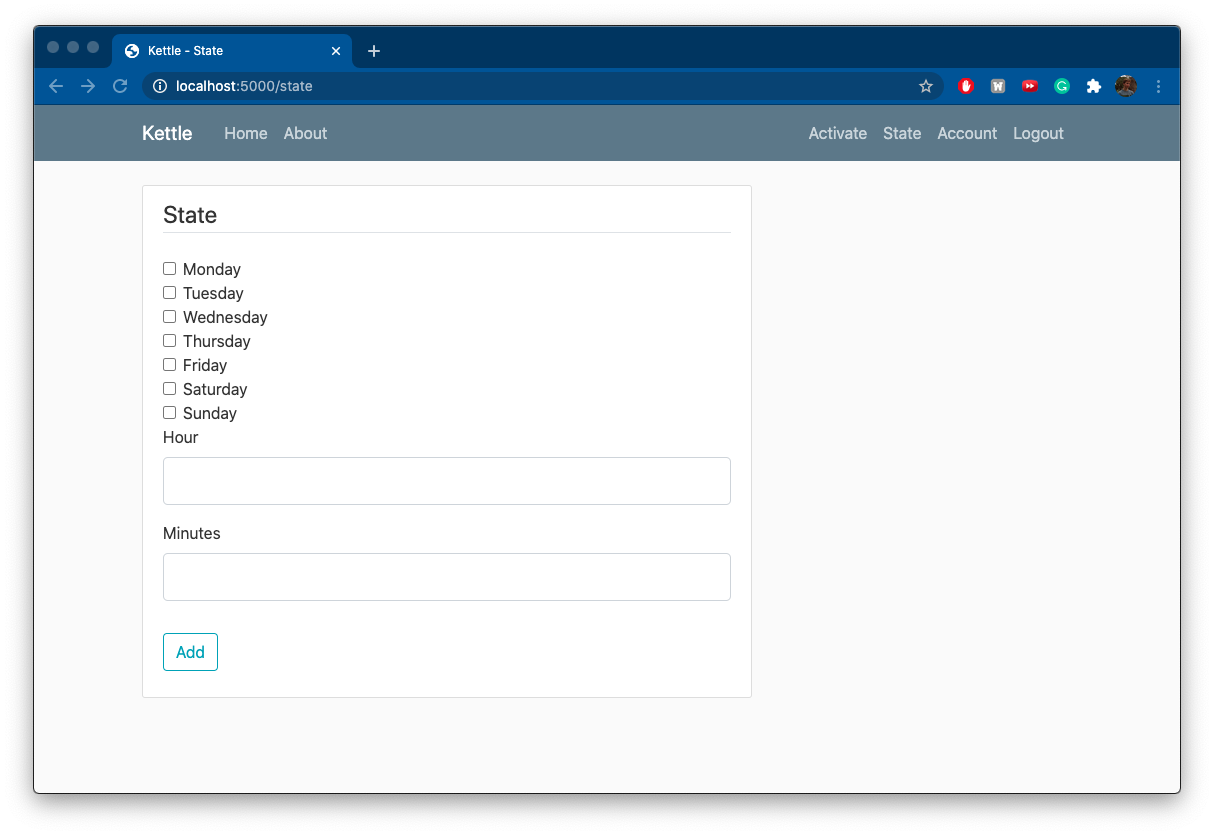 Kettle - State
localhost:5000/state
Kettle Home About Activate State Account Logout
State
Monday
Tuesday
Wednesday
Thursday
Friday
Saturday
Sunday
Hour
Minutes
Add